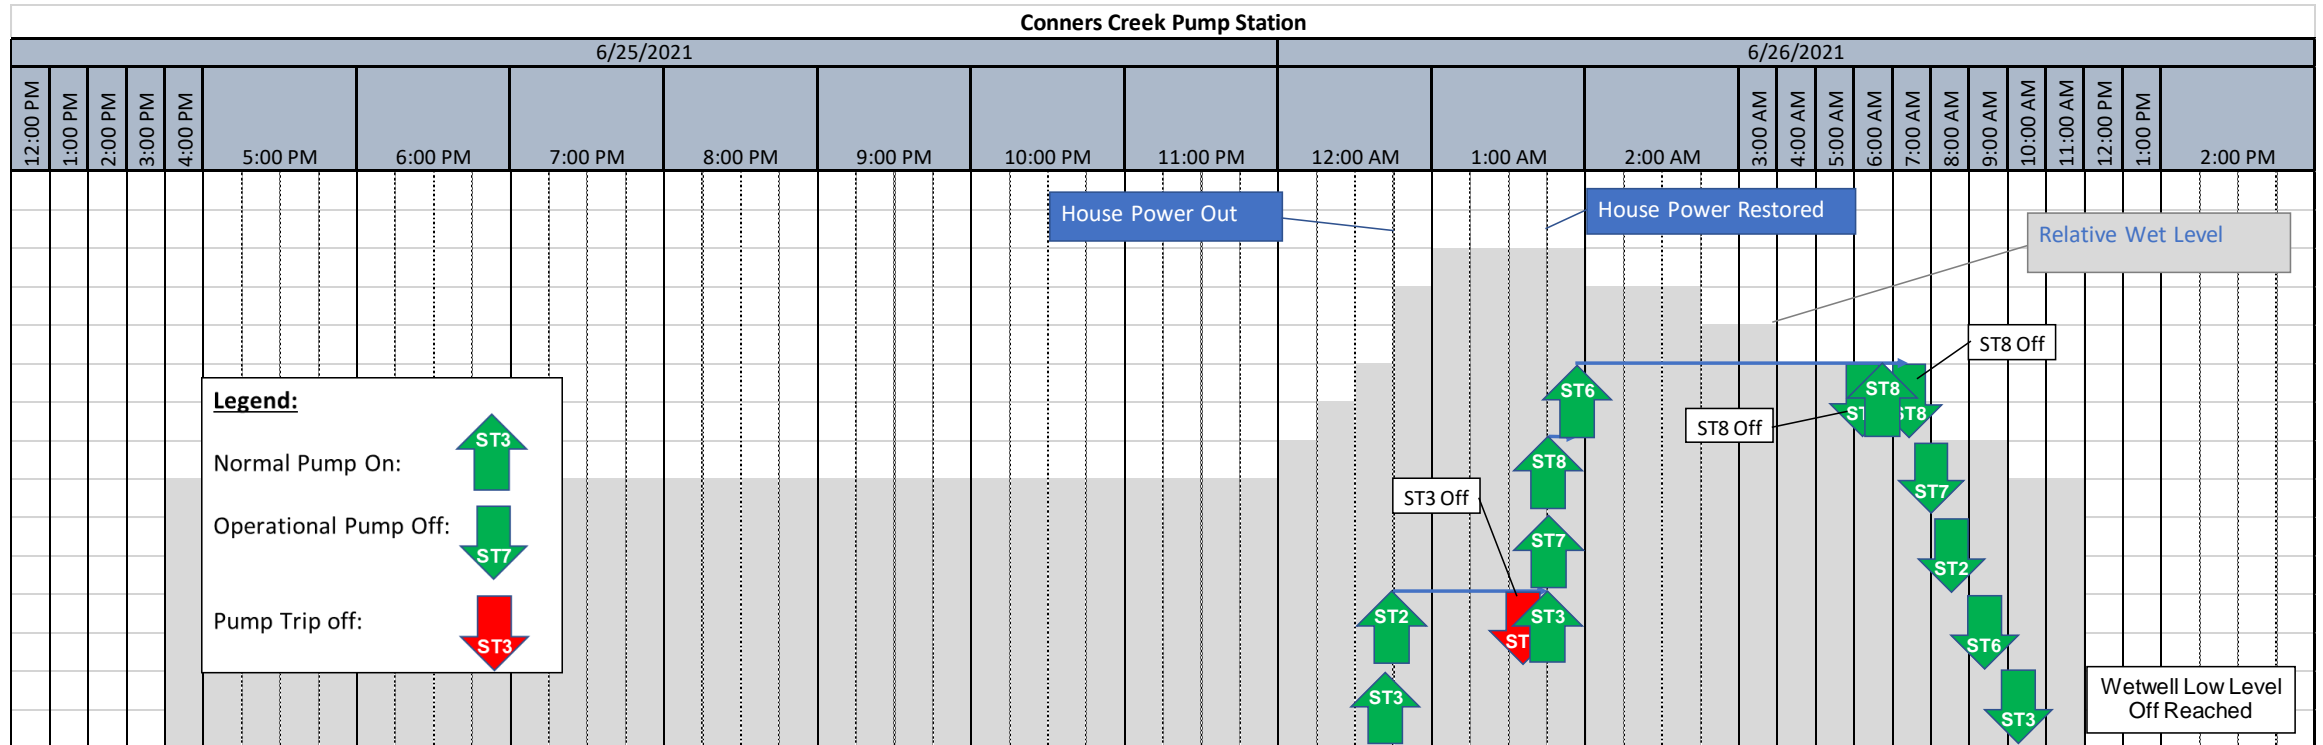 Conners Creek Pump Station
6/25/2021
6/26/2021
12:00 PM
1:00 PM
2:00 PM
3:00 PM
4:00 PM
5:00 PM
6:00 PM
7:00 PM
8:00 PM
9:00 PM
10:00 PM
11:00 PM
12:00 AM
1:00 AM
2:00 AM
3:00 AM
4:00 AM
5:00 AM
6:00 AM
7:00 AM
8:00 AM
9:00 AM
10:00 AM
11:00 AM
12:00 PM
1:00 PM
2:00 PM
House Power Out
House Power Restored
Relative Wet Level
ST8 Off
ST8 Off
ST3 Off
Legend:
Normal Pump On:
ST3
Operational Pump Off:
ST7
Pump Trip off:
ST3
ST6
ST8
ST
ST8
ST8
ST7
ST7
ST2
ST2
ST
ST3
ST6
ST3
ST3
Wetwell Low Level
Off Reached